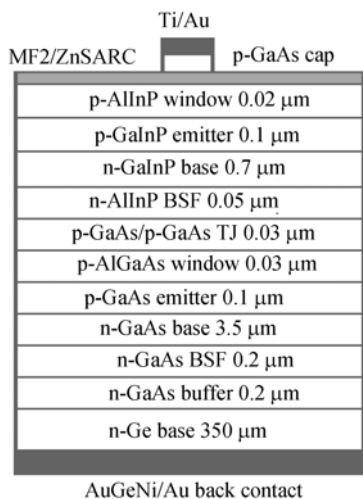 Ti/Au
MF2/ZnSARC p-GaAs cap
p-AlInP window 0.02 μm
p-GaInP emitter 0.1 μm
n-GaInP base 0.7 μm
n-AlInP BSF 0.05 μm
p-GaAs/p-GaAs TJ 0.03 μm
p-AlGaAs window 0.03 μm
p-GaAs emitter 0.1 μm
n-GaAs base 3.5 μm
n-GaAs BSF 0.2 μm
n-GaAs buffer 0.2 μm
n-Ge base 350 μm
AuGeNi/Au back contact